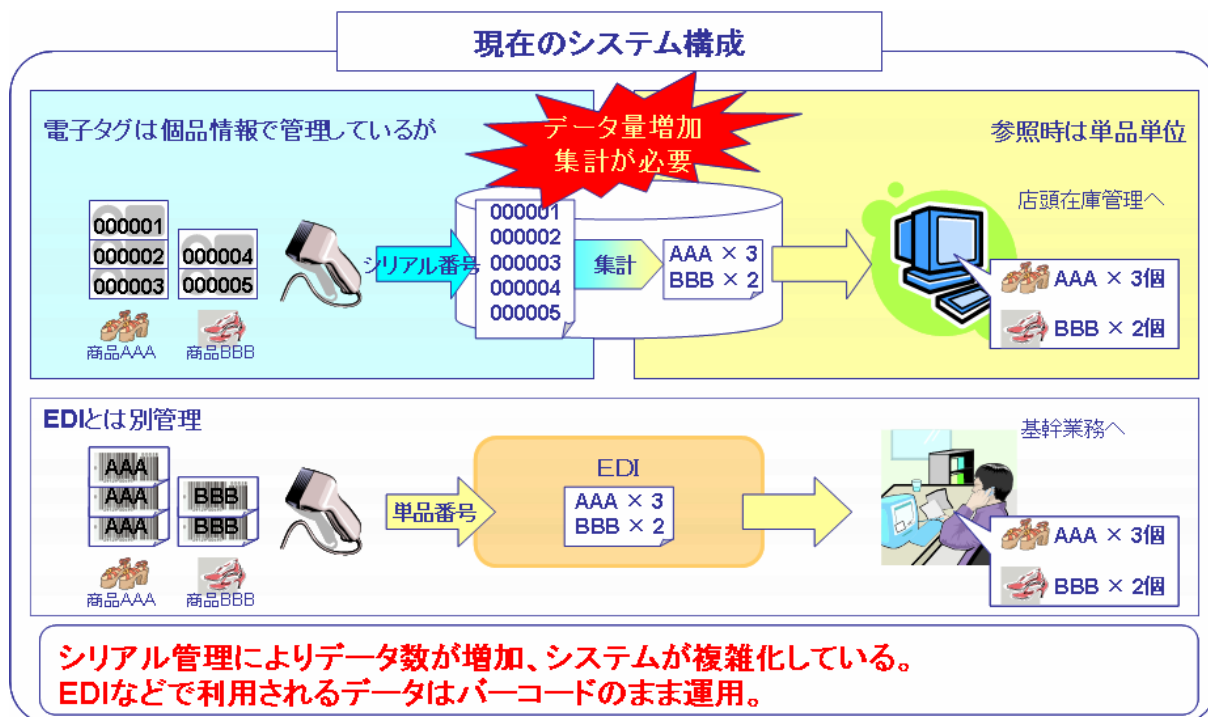 現在のシステム構成
電子タグは個品情報で管理しているが
データ量増加
集計が必要
参照時は単品単位
000001
000002
000003
000004
000005
商品AAA
商品BBB
シリアル番号
000001
000002
000003
000004
000005
集計
AAA × 3
BBB × 2
店頭在庫管理へ
AAA × 3個
BBB × 2個
EDIとは別管理
AAA
AAA
AAA
BBB
BBB
商品AAA
商品BBB
単品番号
EDI
AAA × 3
BBB × 2
基幹業務へ
AAA × 3個
BBB × 2個
シリアル管理によりデータ数が増加、システムが複雑化している。
EDIなどで利用されるデータはバーコードのまま運用。